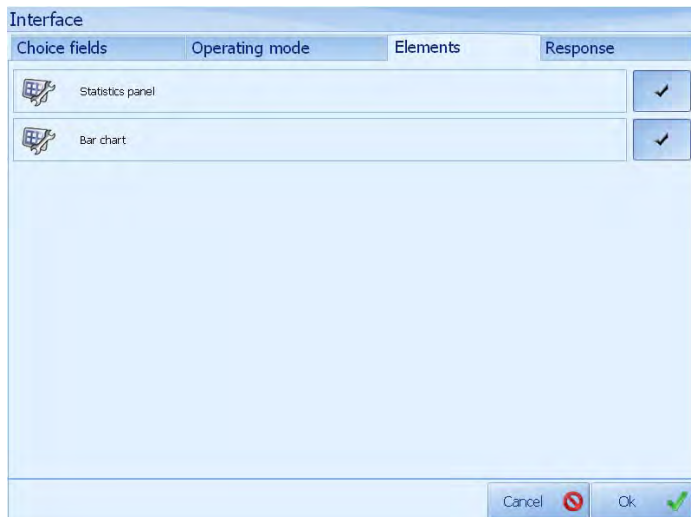 Interface
Choice fields Operating mode Elements Response
Statistics panel
Bar chart
Cancel Ok